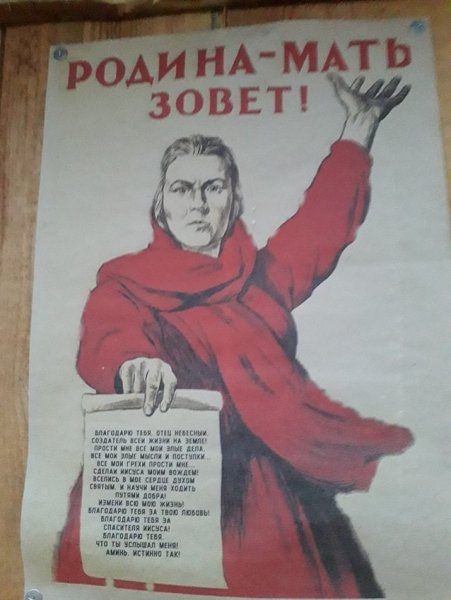 РОДИНА-МАТЬ
ЗОВЕТ!
БЛАГОДАРЮ ТЕБЯ, ОТЕЦ НЕБЕСНЫЙ,
СОЗДАТЕЛЬ ВСЕЙ ЖИЗНИ НА ЗЕМЛЕ!
ПРОСТИ МНЕ ВСЕ МОИ ЗЛЫЕ ДЕЛА,
ВСЕ МОИ ЗЛЫЕ МЫСЛИ И ПОСТУПКИ...
ВСЕ МОИ ГРЕХИ ПРОСТИ МНЕ...
СДЕЛАЙ ИИСУСА МОИМ ВОЖДЕМ!
ВСЕЛИСЬ В МОЕ СЕРДЦЕ ДУХОМ
СВЯТЫМ, И НАУЧИ МЕНЯ ХОДИТЬ
ПУТЯМИ ДОБРА!
ИЗМЕНИ ВСЮ МОЮ ЖИЗНЬ!
БЛАГОДАРЮ ТЕБЯ ЗА ТВОЮ ЛЮБОВЬ!
БЛАГОДАРЮ ТЕБЯ ЗА
СПАСИТЕЛЯ ИИСУСА!
БЛАГОДАРЮ ТЕБЯ,
ЧТО ТЫ УСЛЫШАЛ МЕНЯ!
АМИНЬ. ИСТИННО ТАК!